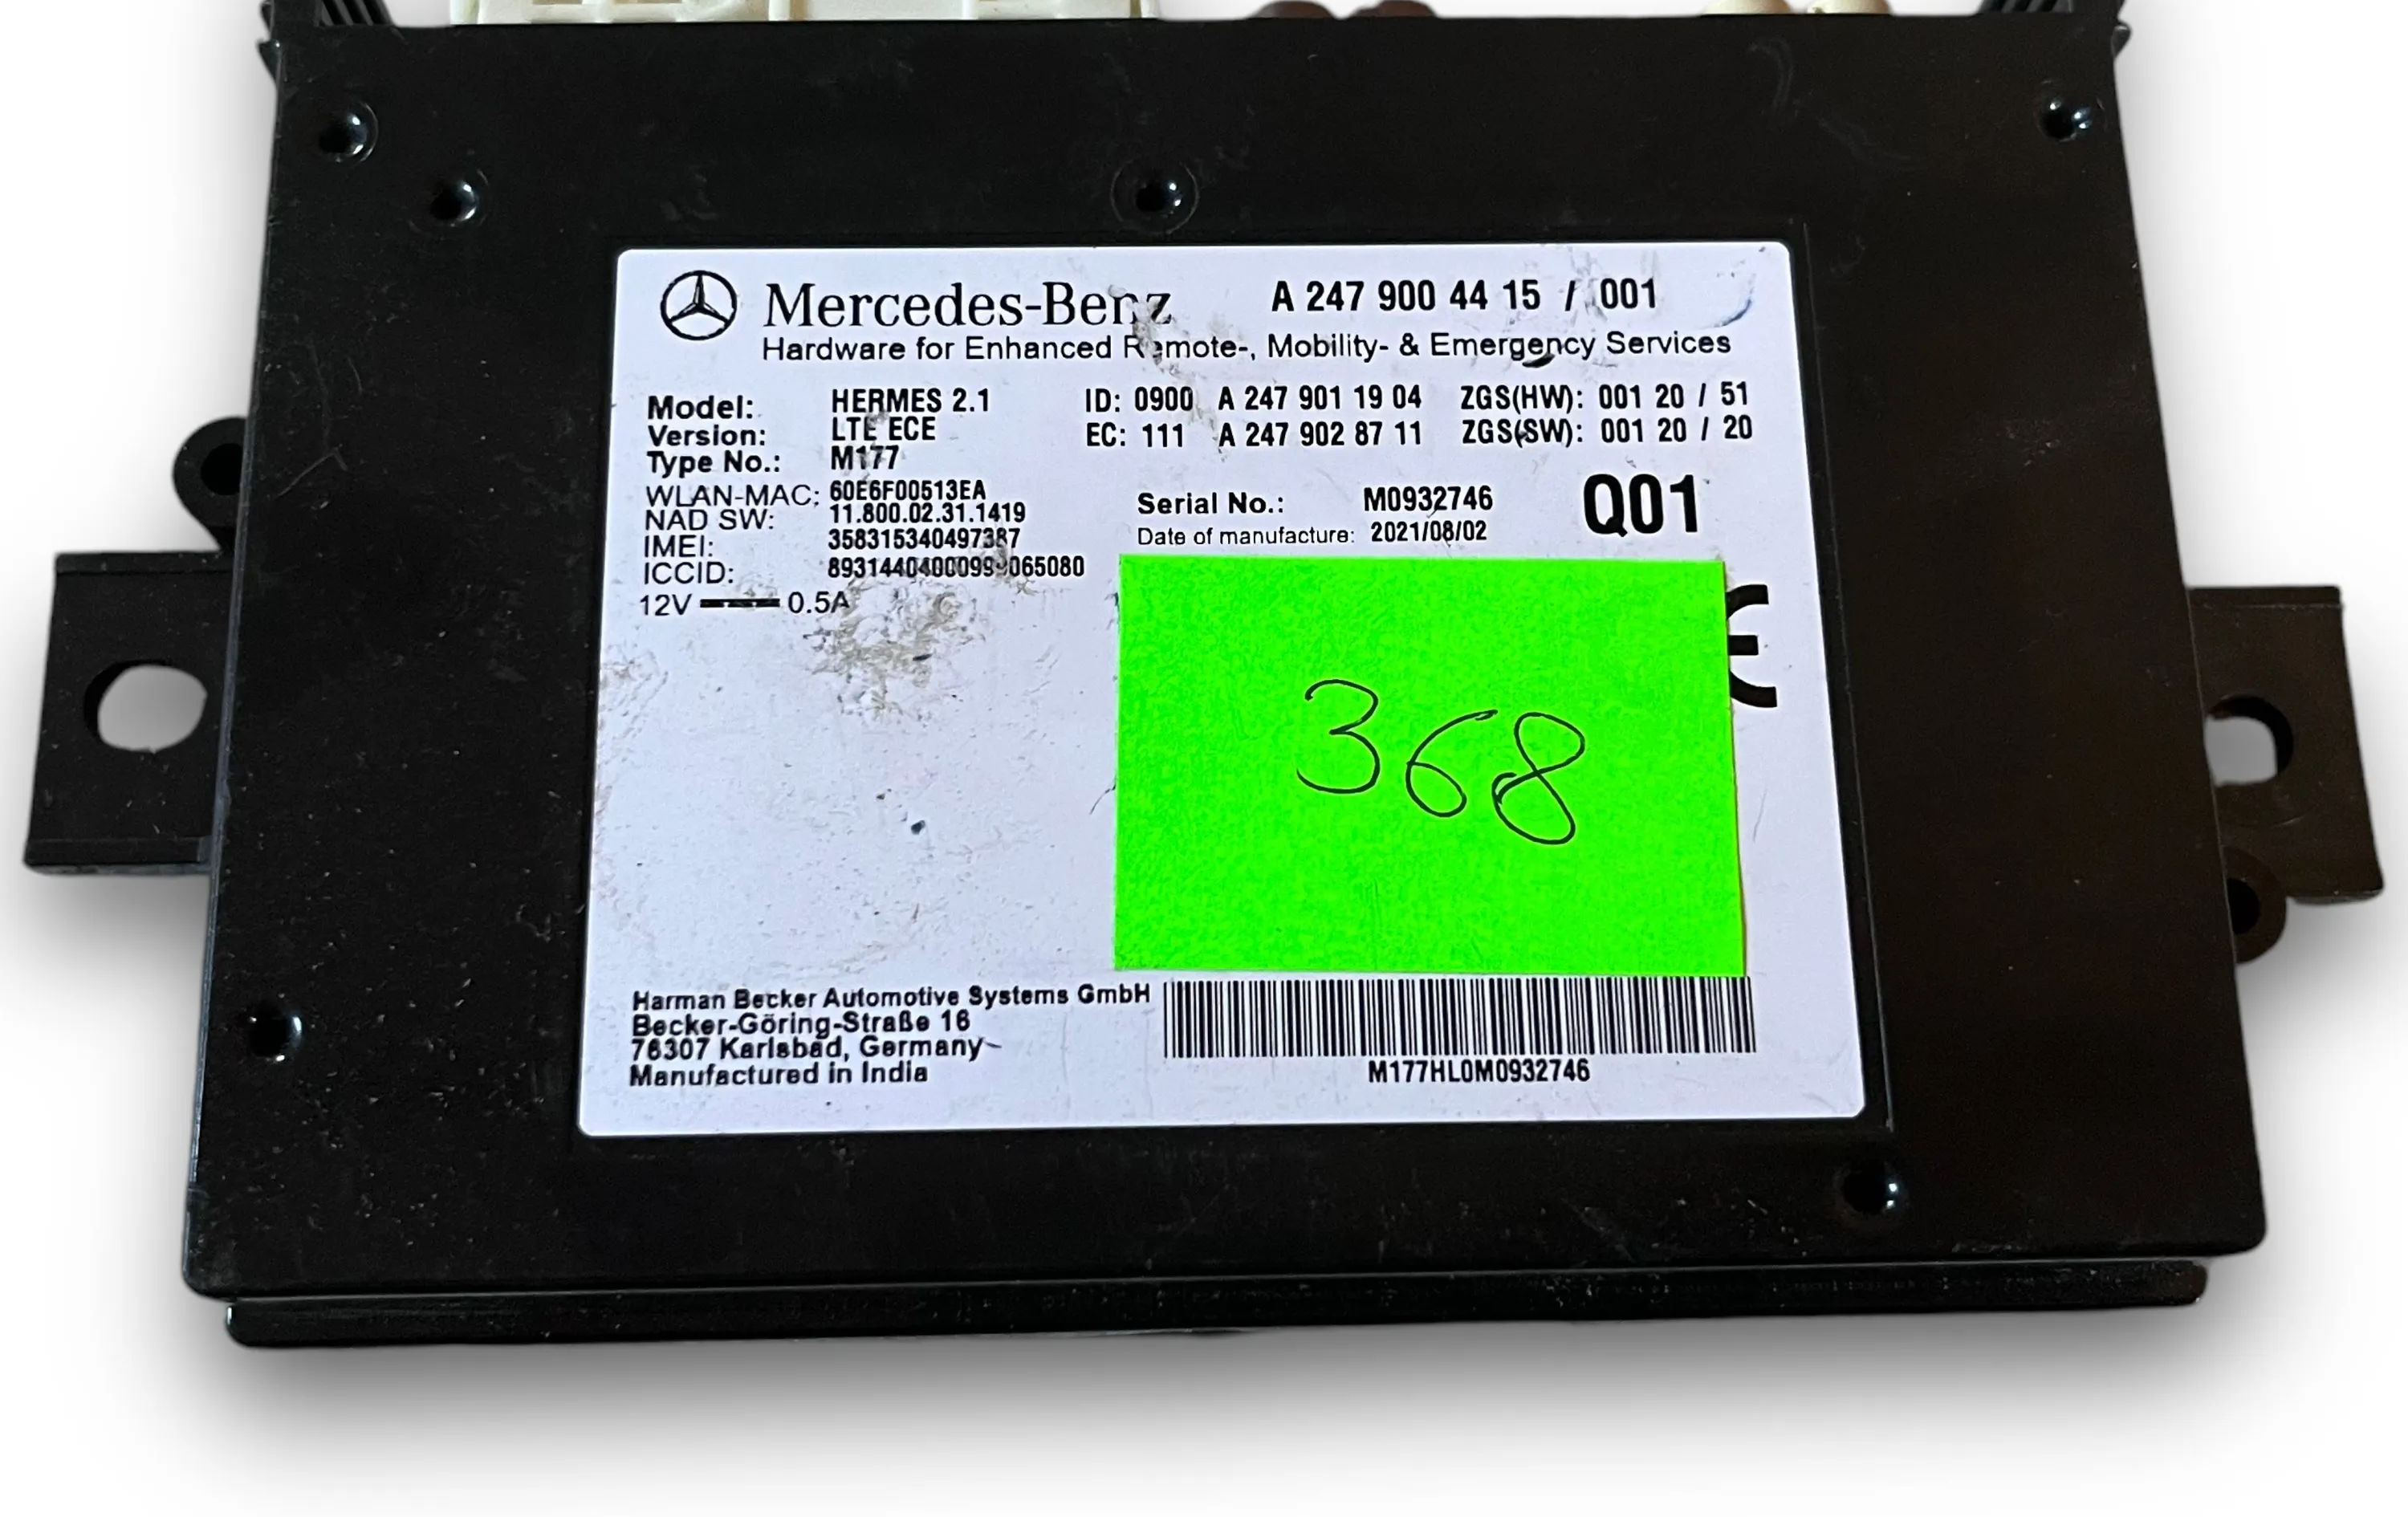 Mercedes-Benz A 247 900 44 15 / 001
Hardware for Enhanced Remote-, Mobility- & Emergency Services
Model: HERMES 2.1 ID: 0900 A 247 901 19 04 ZGS(HW): 001 20 / 51
Version: LTE ECE EC: 111 A 247 902 87 11 ZGS(SW): 001 20 / 20
Type No.: M177
WLAN-MAC: 60E6F00513EA
NAD SW: 11.800.02.31.1419
Serial No.: M0932746 Q01
IMEI: 358315340497387
Date of manufacture: 2021/08/02
ICCID:
12V 0.5A
368
Harman Becker Automotive Systems GmbH
Becker-Göring-Straße 16
76307 Karlsbad, Germany
Manufactured in India
M177HL0M0932746